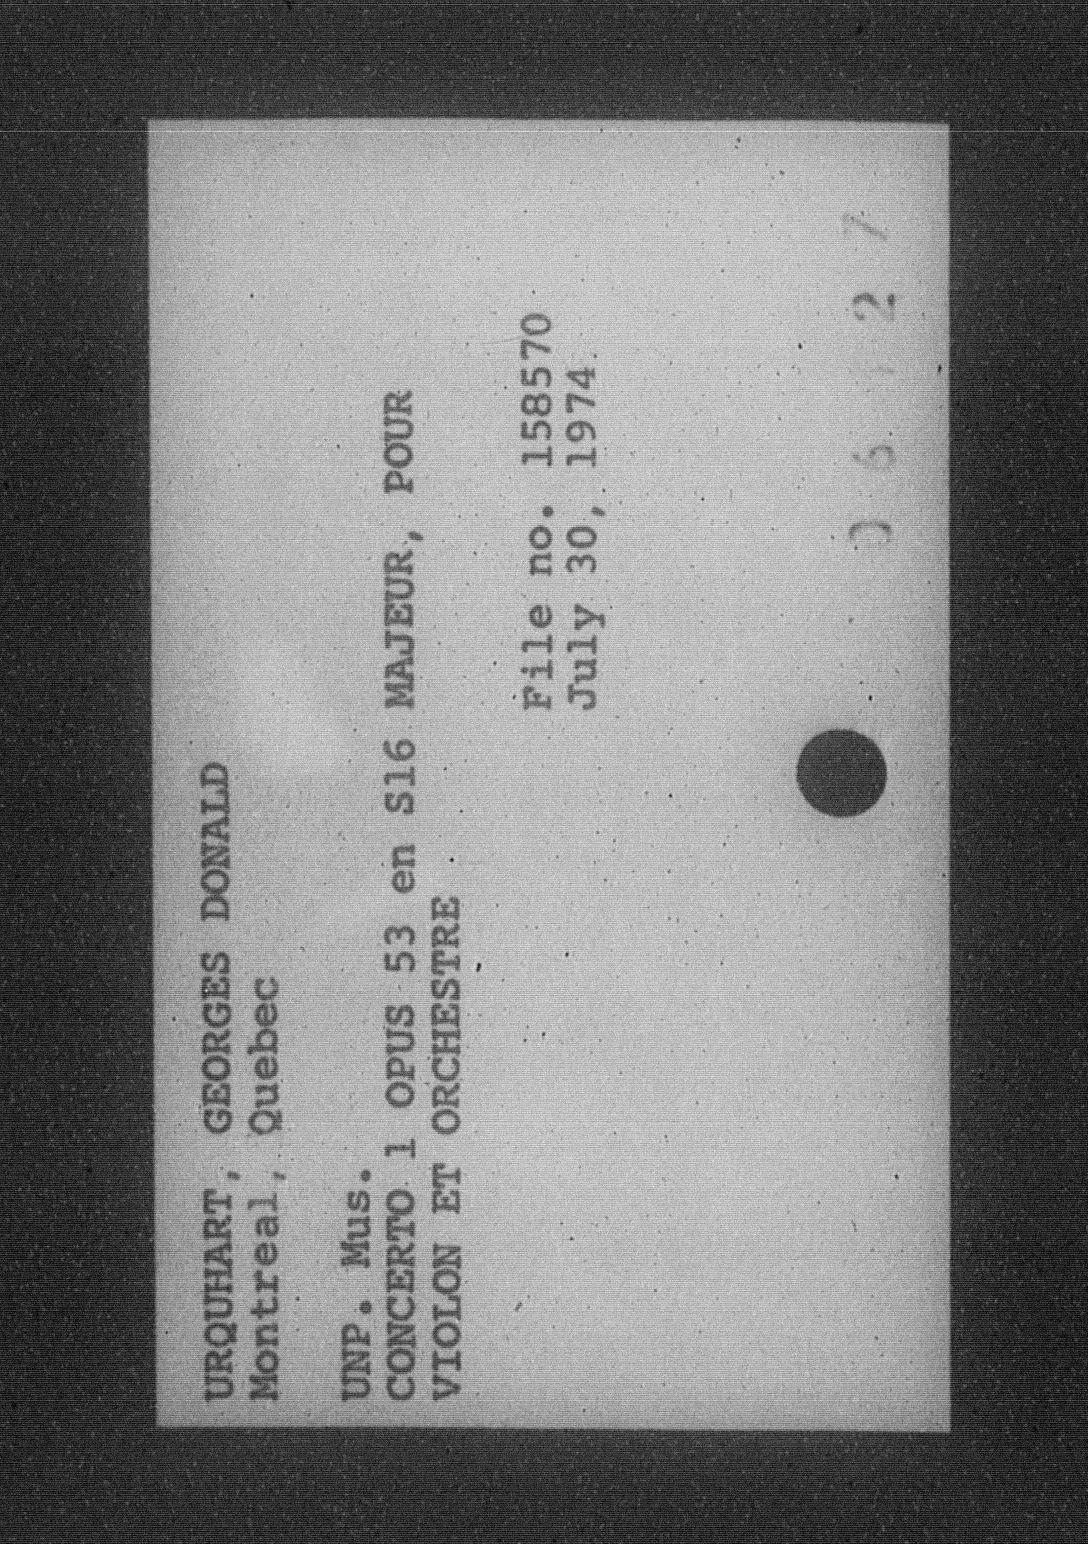 URQUHART, GEORGES DONALD
Montreal, Quebec
UNP. Mus.
CONCERTO 1 OPUS 53 en S16 MAJEUR, POUR
VIOLON ET ORCHESTRE
File no. 158570
July 30, 1974